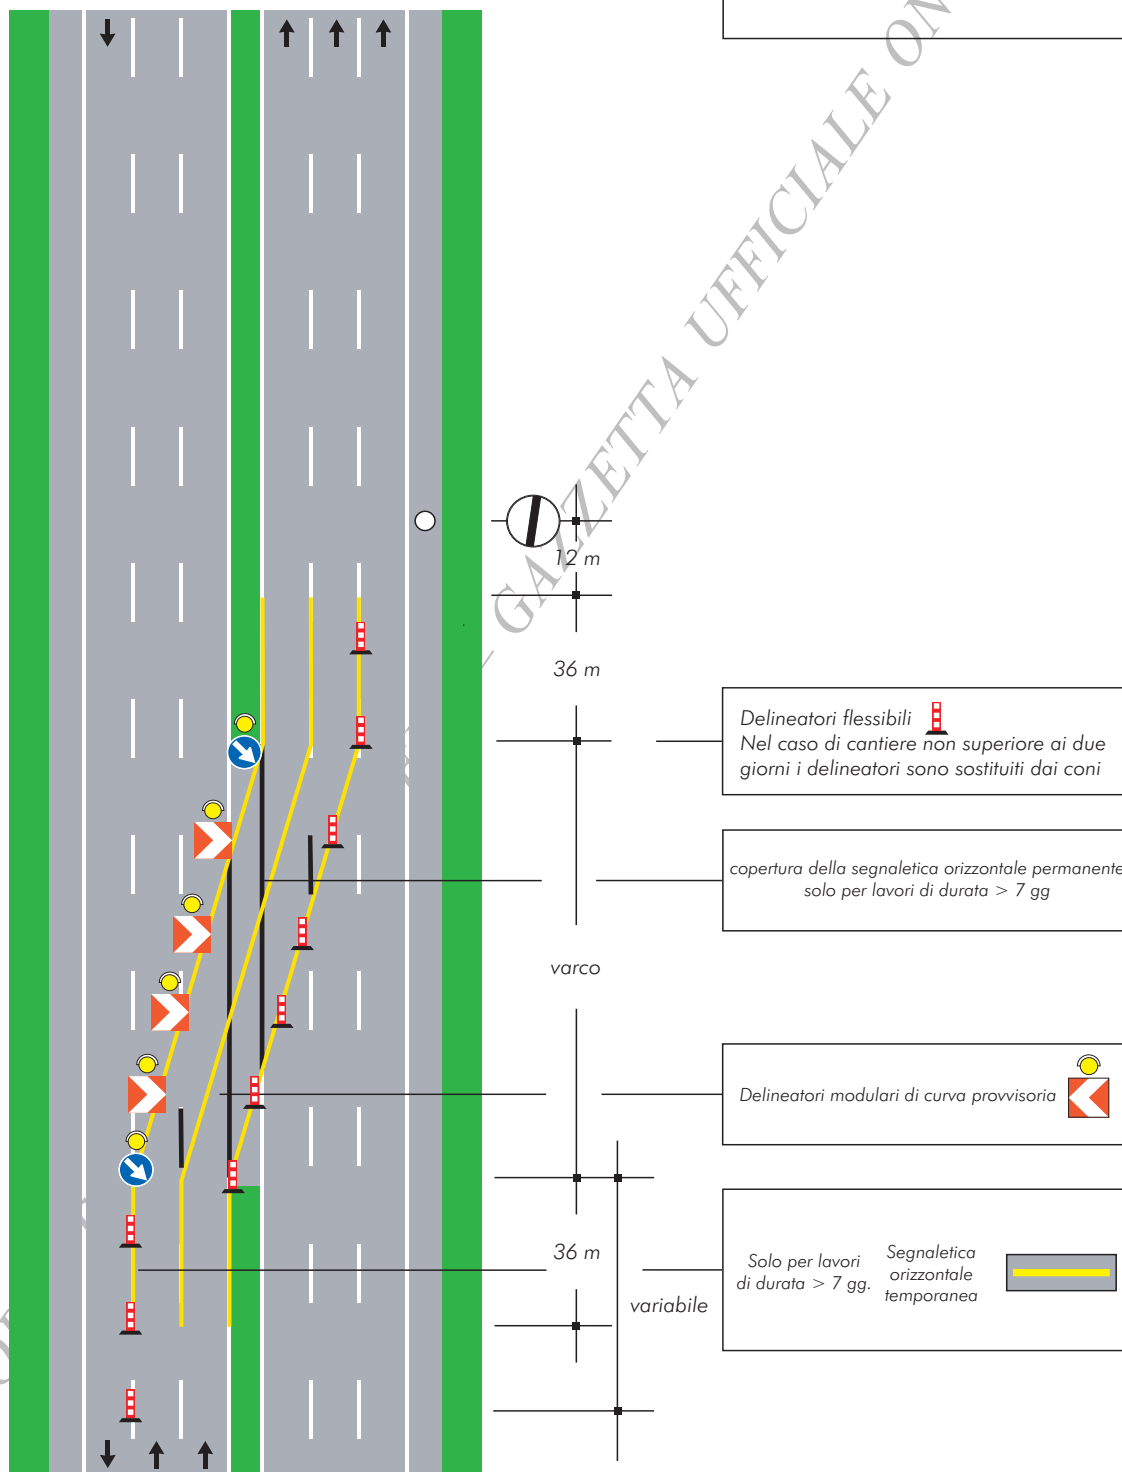 GAZZETTA UFFICIALE ON
12 m
36 m
Delineatori flessibili
Nel caso di cantiere non superiore ai due
giorni i delineatori sono sostituiti dai coni
copertura della segnaletica orizzontale permanente
solo per lavori di durata > 7 gg
varco
Delineatori modulari di curva provvisoria
36 m
Solo per lavori
di durata > 7 gg.
Segnaletica
orizzontale
temporanea
variabile